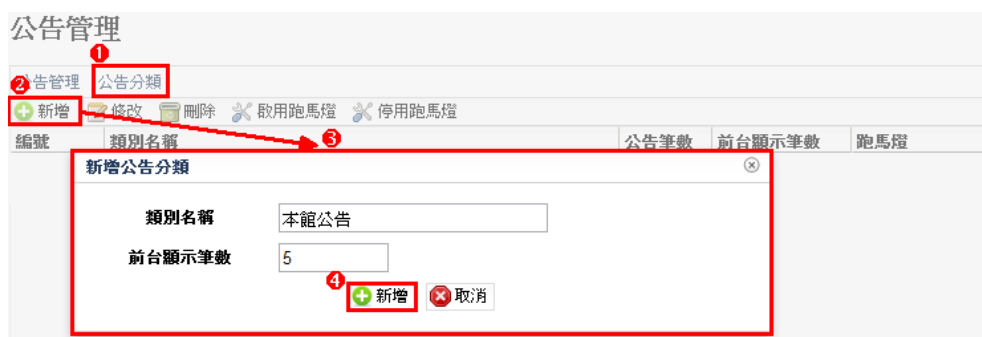 公告管理
1
2 公告管理 公告分類
新增 修改 刪除 啟用跑馬燈 停用跑馬燈
編號 類別名稱 3 公告筆數 前台顯示筆數 跑馬燈
新增公告分類
類別名稱 本館公告
前台顯示筆數 5
4
新增 取消